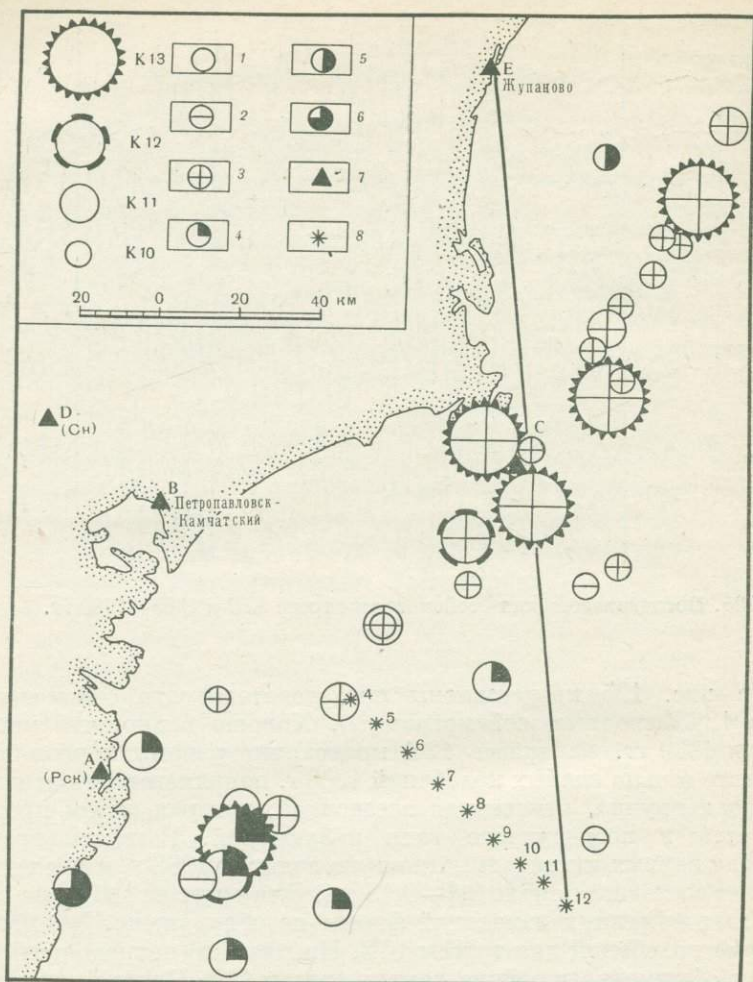 К13
К12
К11
К10
1
2
3
4
5
6
7
8
20 0 20 40 км
Е
Жупаново
D
(Сн)
В
Петропавловск-
Камчатский
С
А
(Рск)
4
5
6
7
8
9
10
11
12